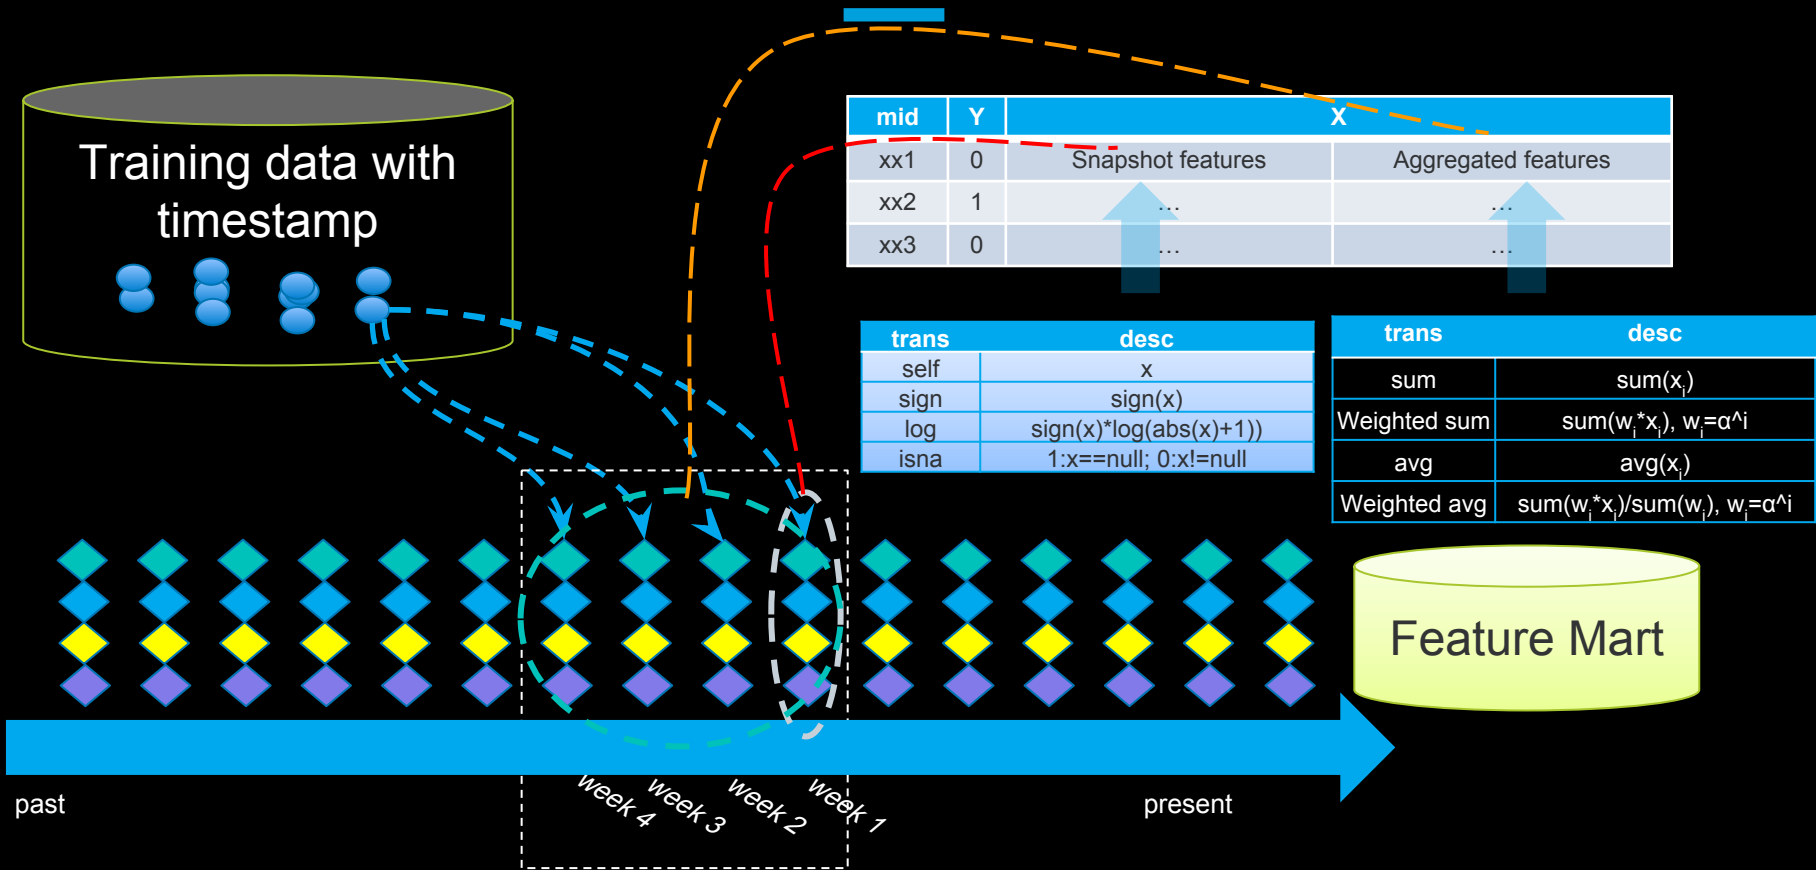 Training data with
timestamp
mid Y X
xx1 0 Snapshot features Aggregated features
xx2 1 … …
xx3 0 … …
trans desc
self x
sign sign(x)
log sign(x)*log(abs(x)+1))
isna 1:x==null; 0:x!=null
trans desc
sum sum(xi)
Weighted sum sum(wi*xi), wi=α^i
avg avg(xi)
Weighted avg sum(wi*xi)/sum(wi), wi=α^i
Feature Mart
week 4
week 3
week 2
week 1
past
present